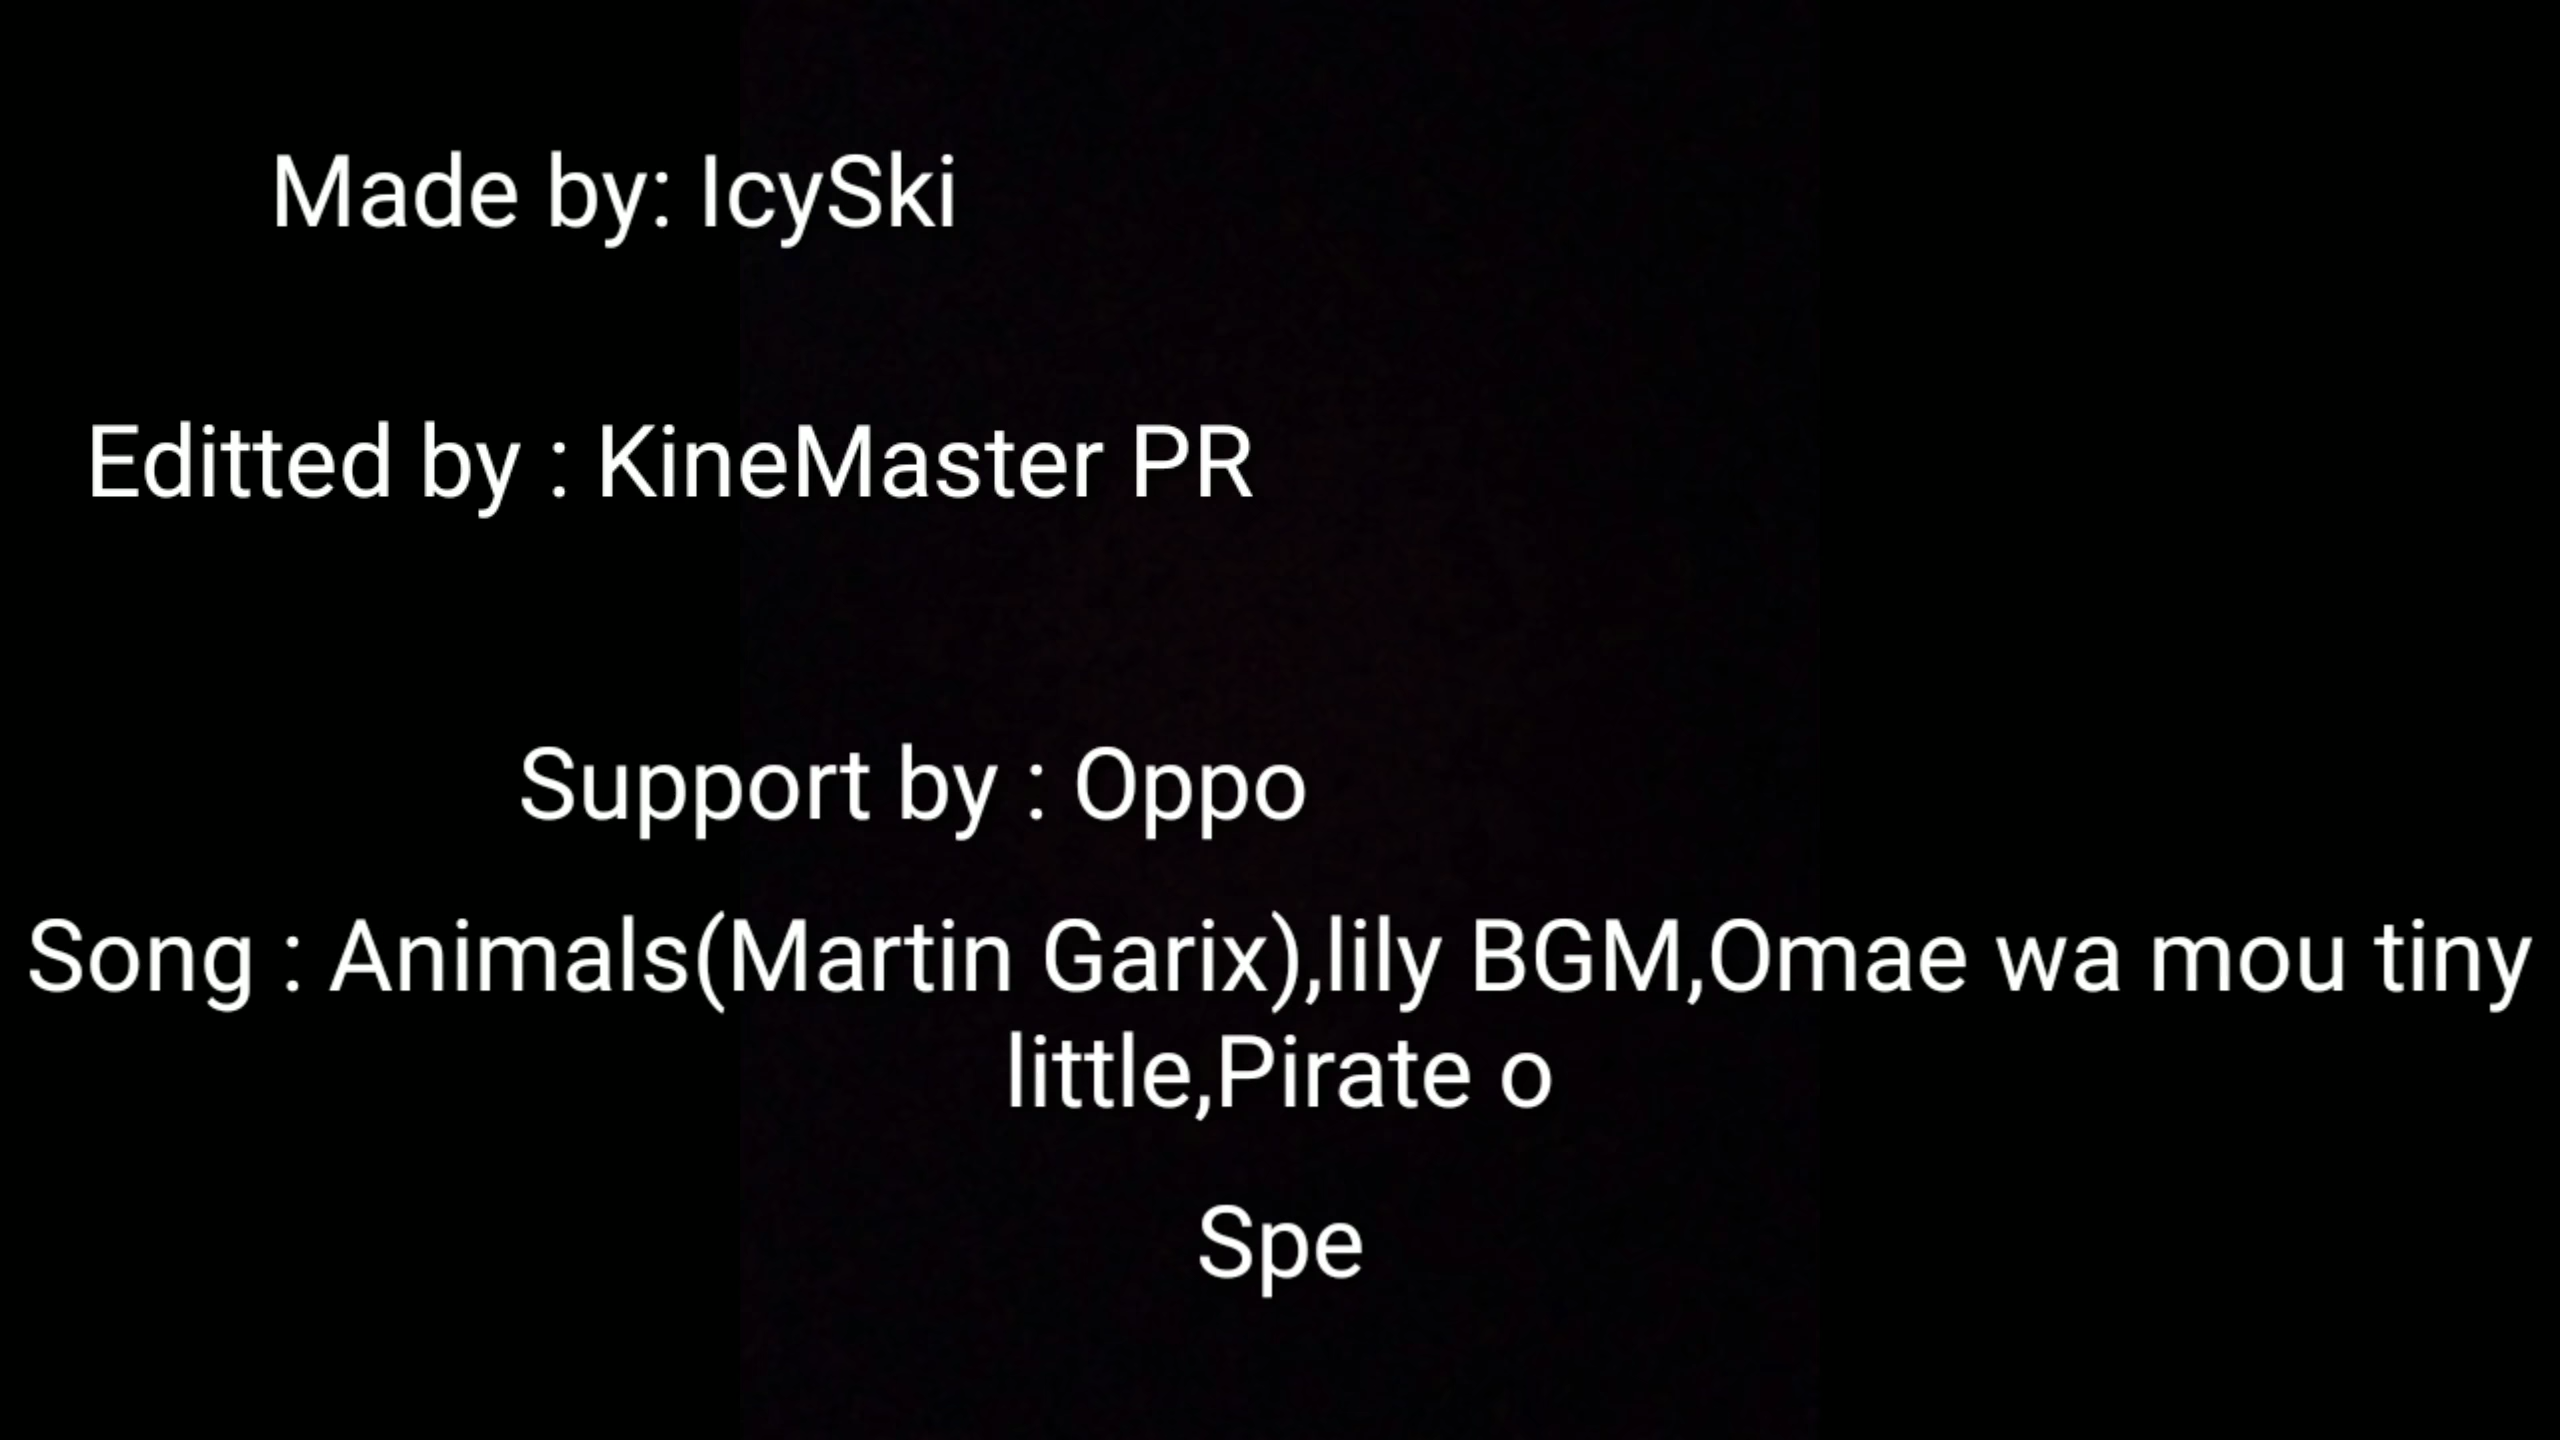 Made by: IcySki
Editted by : KineMaster PR
Support by : Oppo
Song : Animals(Martin Garix),lily BGM,Omae wa mou tiny
little,Pirate o
Spe